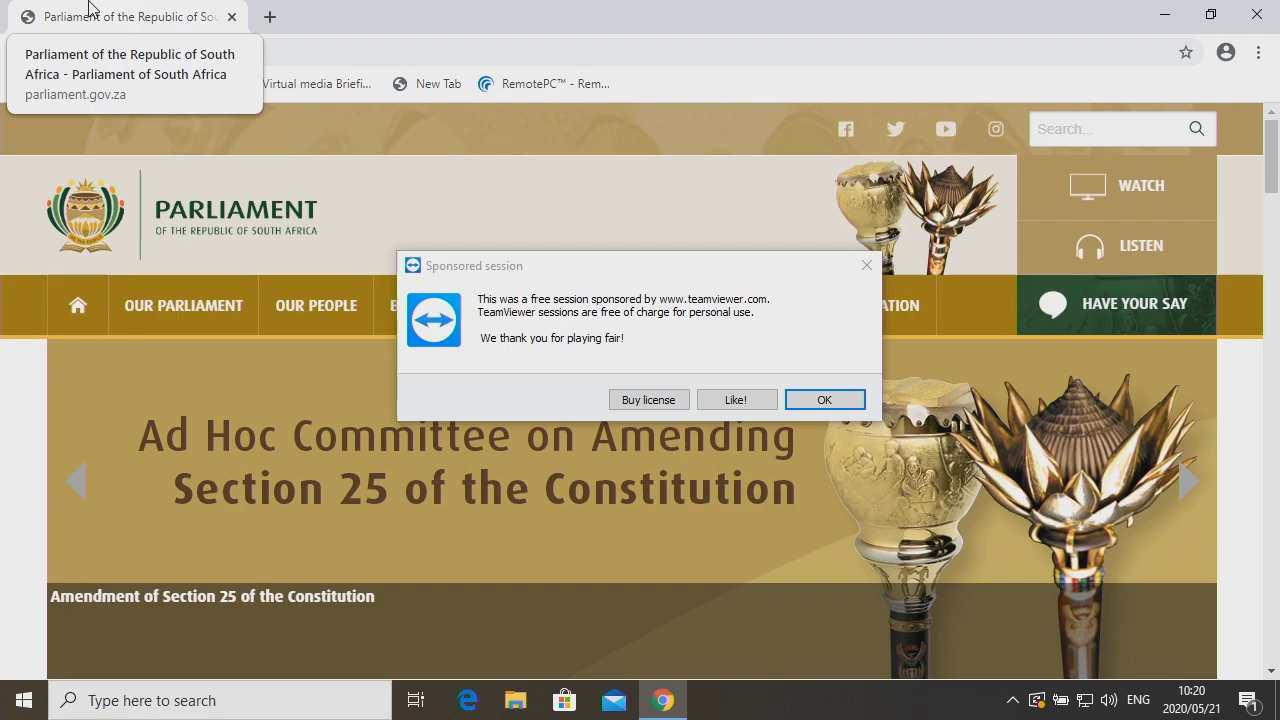 Parliament of the Republic of Sou
Parliament of the Republic of South
Africa - Parliament of South Africa
parliament.gov.za
Virtual media Briefi...
New Tab
RemotePC™ - Rem...
Search...
PARLIAMENT
OF THE REPUBLIC OF SOUTH AFRICA
WATCH
LISTEN
OUR PARLIAMENT
OUR PEOPLE
HAVE YOUR SAY
Sponsored session
This was a free session sponsored by www.teamviewer.com.
TeamViewer sessions are free of charge for personal use.
We thank you for playing fair!
Buy license
Like!
OK
Ad Hoc Committee on Amending
Section 25 of the Constitution
Amendment of Section 25 of the Constitution
Type here to search
ENG
10:20
2020/05/21
1